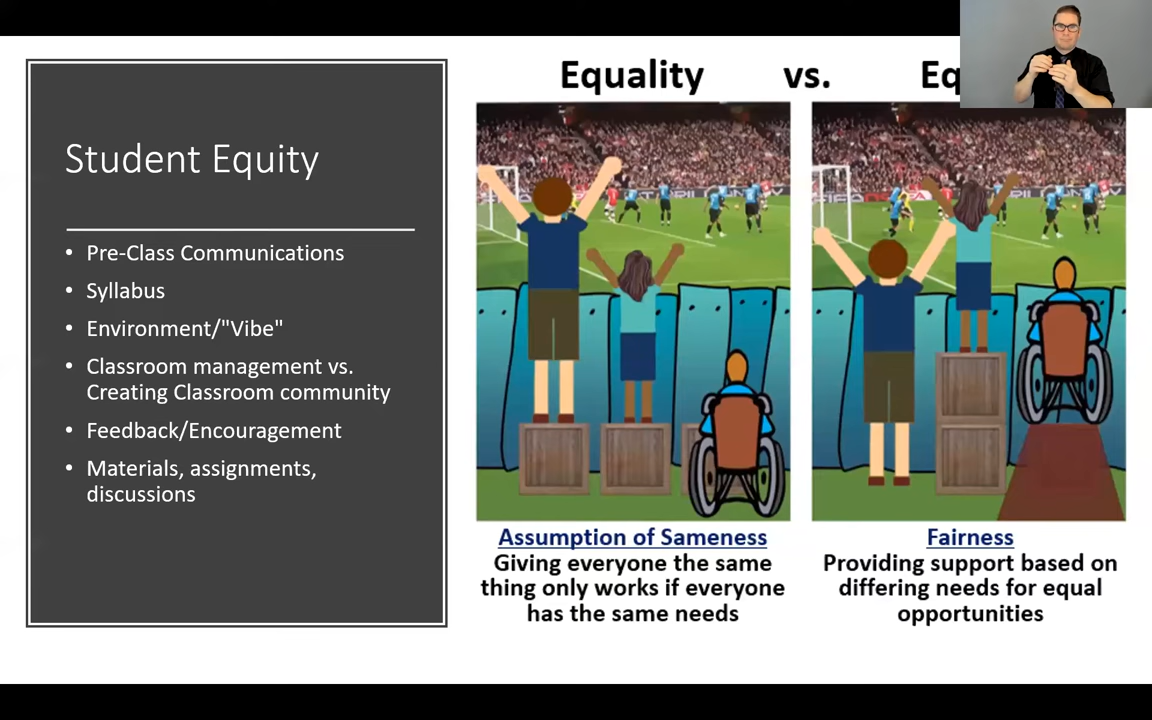 Student Equity
• Pre-Class Communications
• Syllabus
• Environment/"Vibe"
• Classroom management vs.
Creating Classroom community
• Feedback/Encouragement
• Materials, assignments,
discussions
Equality vs. Eq
FIFA
FIFA
Assumption of Sameness
Giving everyone the same
thing only works if everyone
has the same needs
Fairness
Providing support based on
differing needs for equal
opportunities